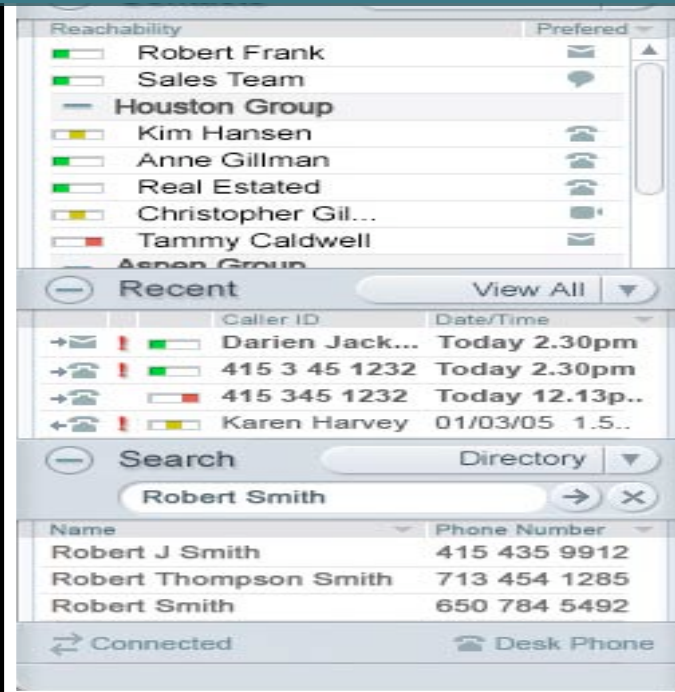 Reachability Prefered
Robert Frank
Sales Team
Houston Group
Kim Hansen
Anne Gillman
Real Estated
Christopher Gil...
Tammy Caldwell
Aspen Group
Recent View All
Caller ID Date/Time
! Darien Jack... Today 2.30pm
! 415 3 45 1232 Today 2.30pm
415 345 1232 Today 12.13p..
! Karen Harvey 01/03/05 1.5..
Search Directory
Robert Smith
Name Phone Number
Robert J Smith 415 435 9912
Robert Thompson Smith 713 454 1285
Robert Smith 650 784 5492
Connected Desk Phone